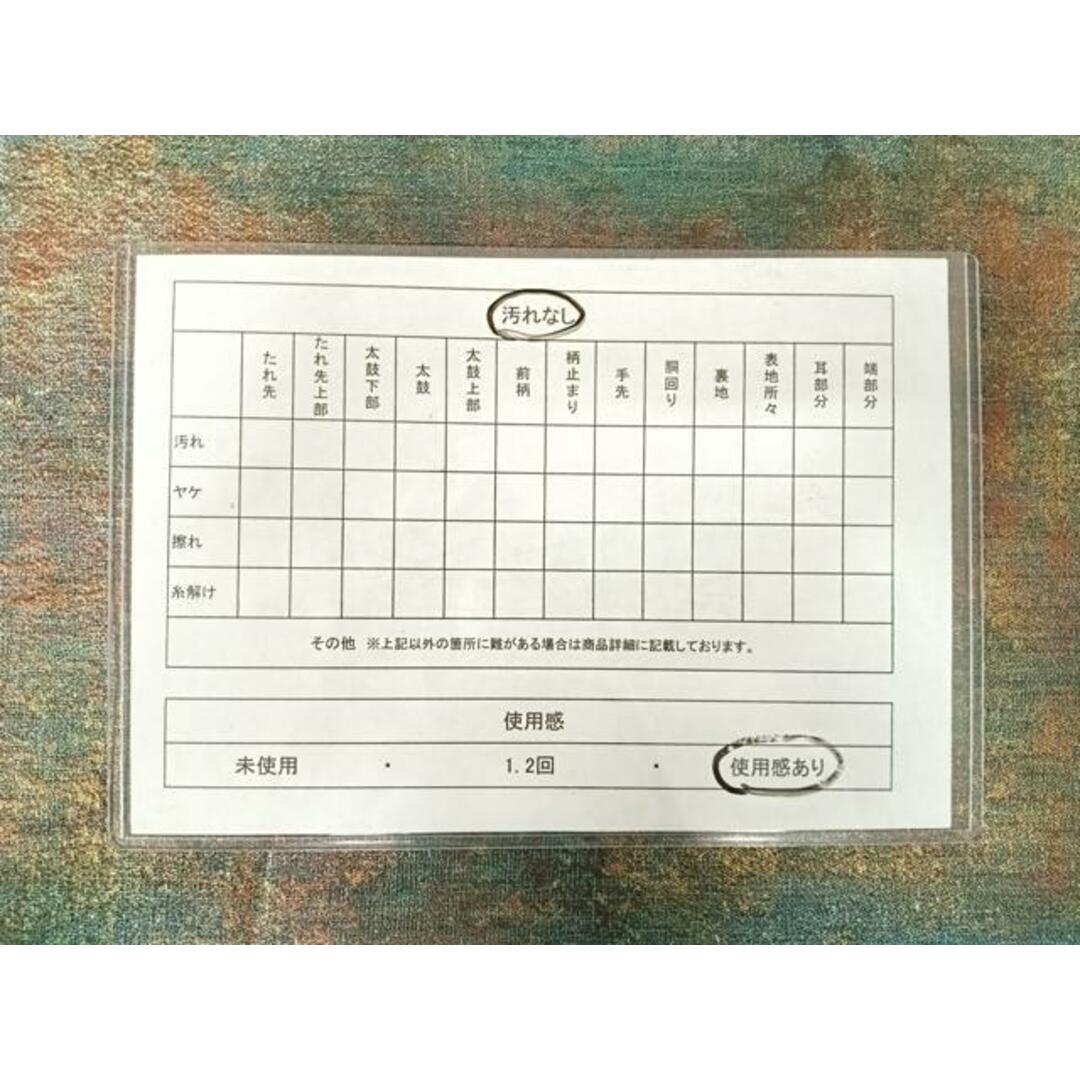 汚れなし
たれ先 たれ先上部 太鼓下部 太鼓 太鼓上部 前柄 柄止まり 手先 胴回り 裏地 表地所々 耳部分 端部分
汚れ
ヤケ
擦れ
糸解け
その他 ※上記以外の箇所に難がある場合は商品詳細に記載しております。
使用感
未使用 ・ 1.2回 ・ 使用感あり